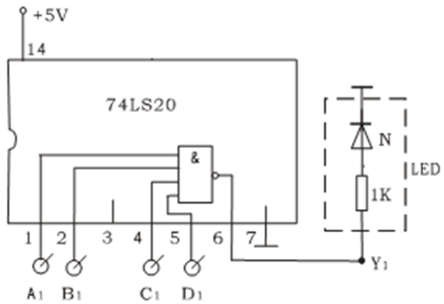 +5V
14
74LS20
&
N
LED
1K
1 2 3 4 5 6 7
A1 B1 C1 D1 Y1